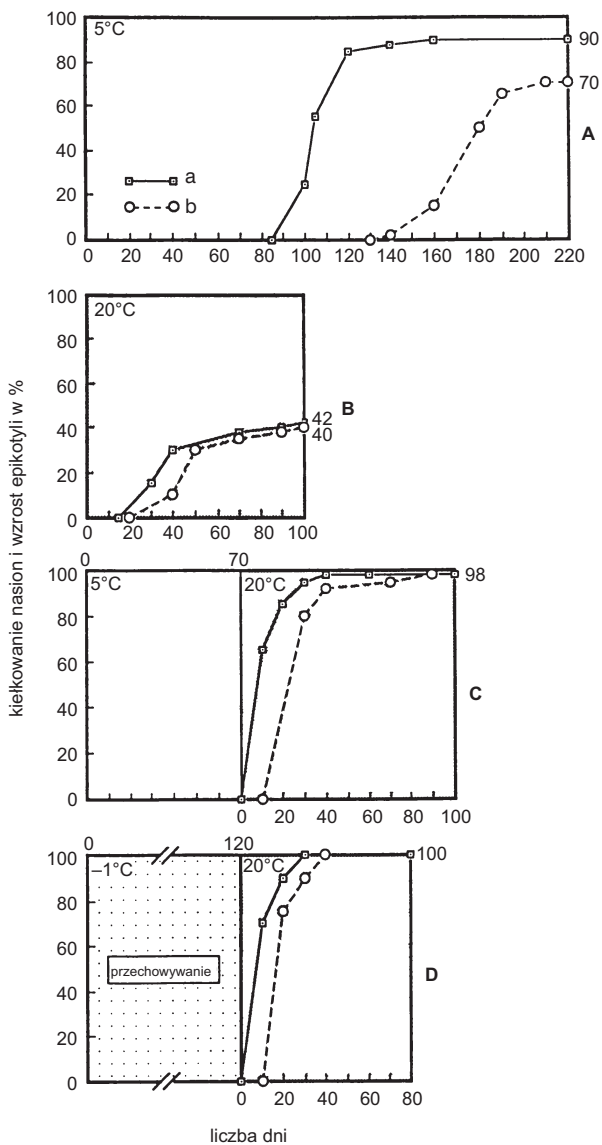 100
5°C
90
80
70
60
A
40
a
20
b
0
0 20 40 60 80 100 120 140 160 180 200 220
100
20°C
80
60
B
42
40
40
20
0
0 20 40 60 80 100
kiełkowanie nasion i wzrost epikotyli w %
0 70
100
5°C 20°C
98
80
60
C
40
20
0
0 20 40 60 80 100
0 120
100
–1°C 20°C
100
80
60
przechowywanie
D
40
20
0
0 20 40 60 80
liczba dni